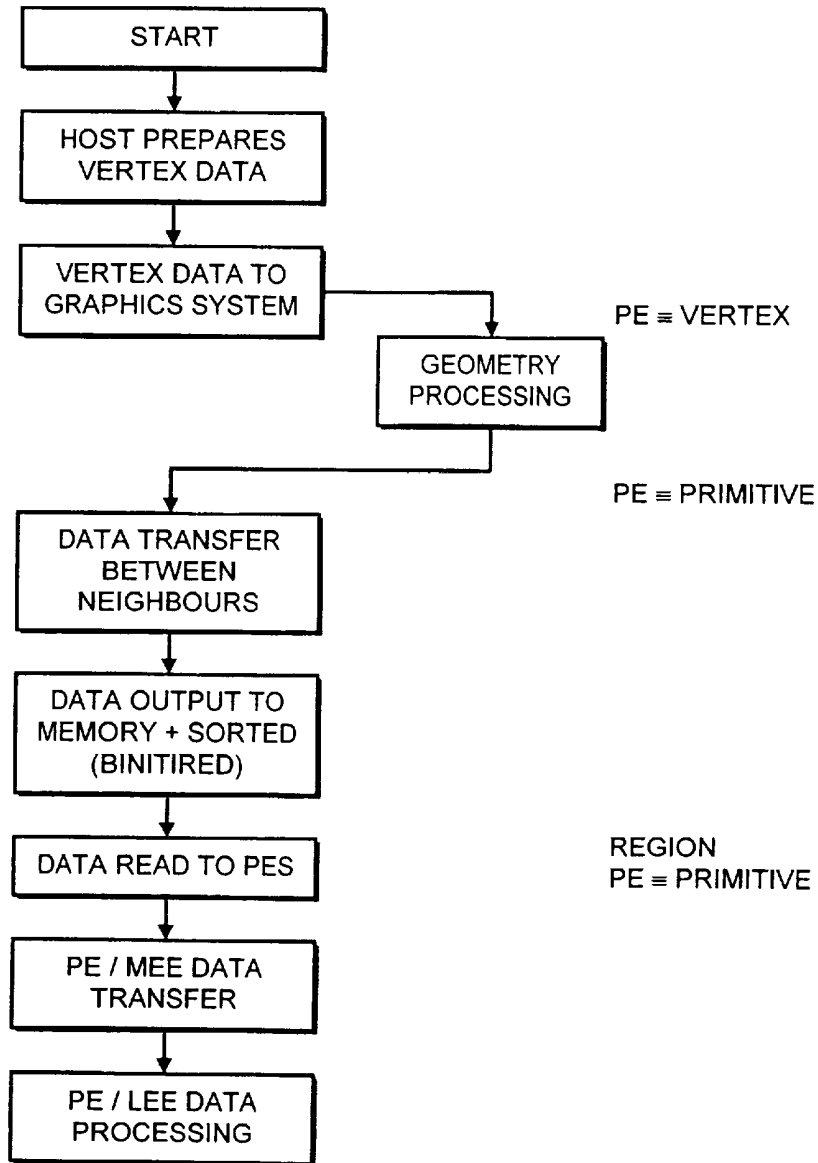 START
HOST PREPARES
VERTEX DATA
VERTEX DATA TO
GRAPHICS SYSTEM
PE ≡ VERTEX
GEOMETRY
PROCESSING
PE ≡ PRIMITIVE
DATA TRANSFER
BETWEEN
NEIGHBOURS
DATA OUTPUT TO
MEMORY + SORTED
(BINITIRED)
DATA READ TO PES
REGION
PE ≡ PRIMITIVE
PE / MEE DATA
TRANSFER
PE / LEE DATA
PROCESSING